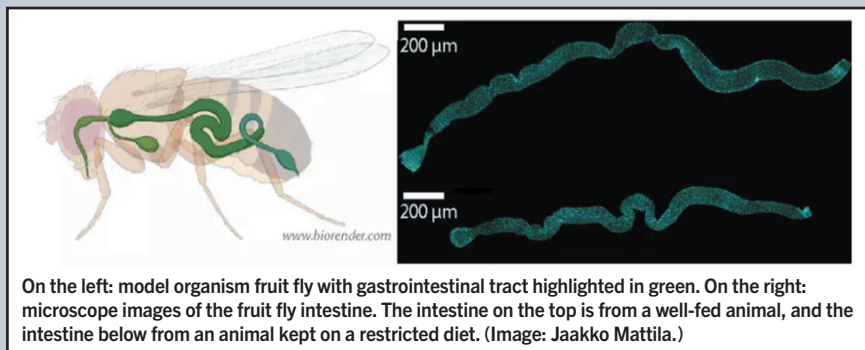 200 µm
200 µm
www.biorender.com
On the left: model organism fruit fly with gastrointestinal tract highlighted in green. On the right:
microscope images of the fruit fly intestine. The intestine on the top is from a well-fed animal, and the
intestine below from an animal kept on a restricted diet. (Image: Jaakko Mattila.)